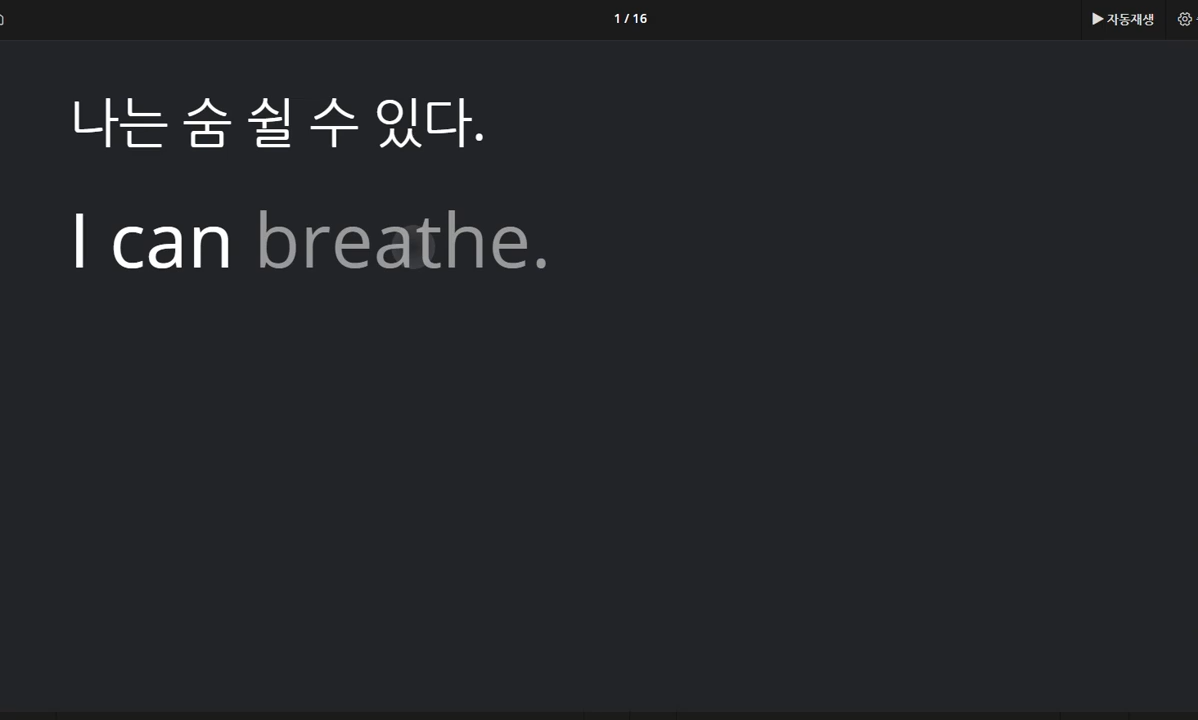 1 / 16
▶ 자동재생
나는 숨 쉴 수 있다.
I can breathe.